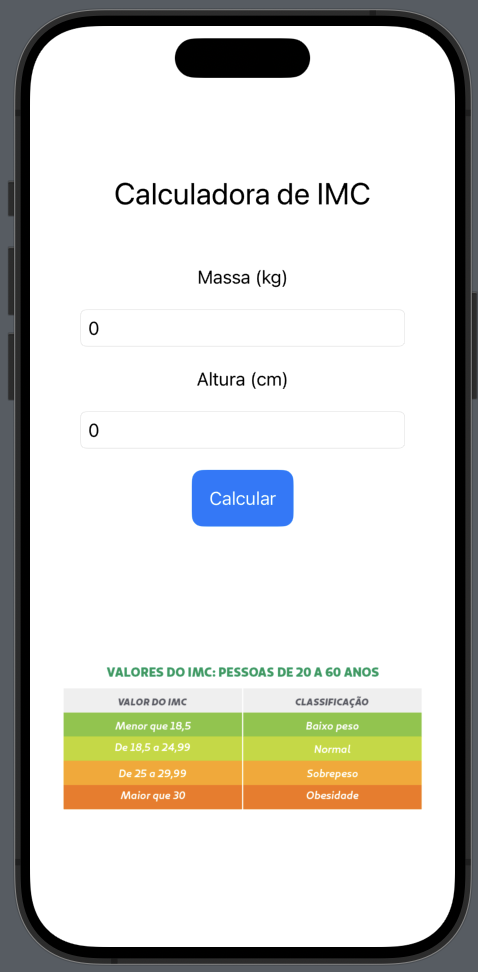 Calculadora de IMC
Massa (kg)
0
Altura (cm)
0
Calcular
VALORES DO IMC: PESSOAS DE 20 A 60 ANOS
VALOR DO IMC CLASSIFICAÇÃO
Menor que 18,5 Baixo peso
De 18,5 a 24,99 Normal
De 25 a 29,99 Sobrepeso
Maior que 30 Obesidade